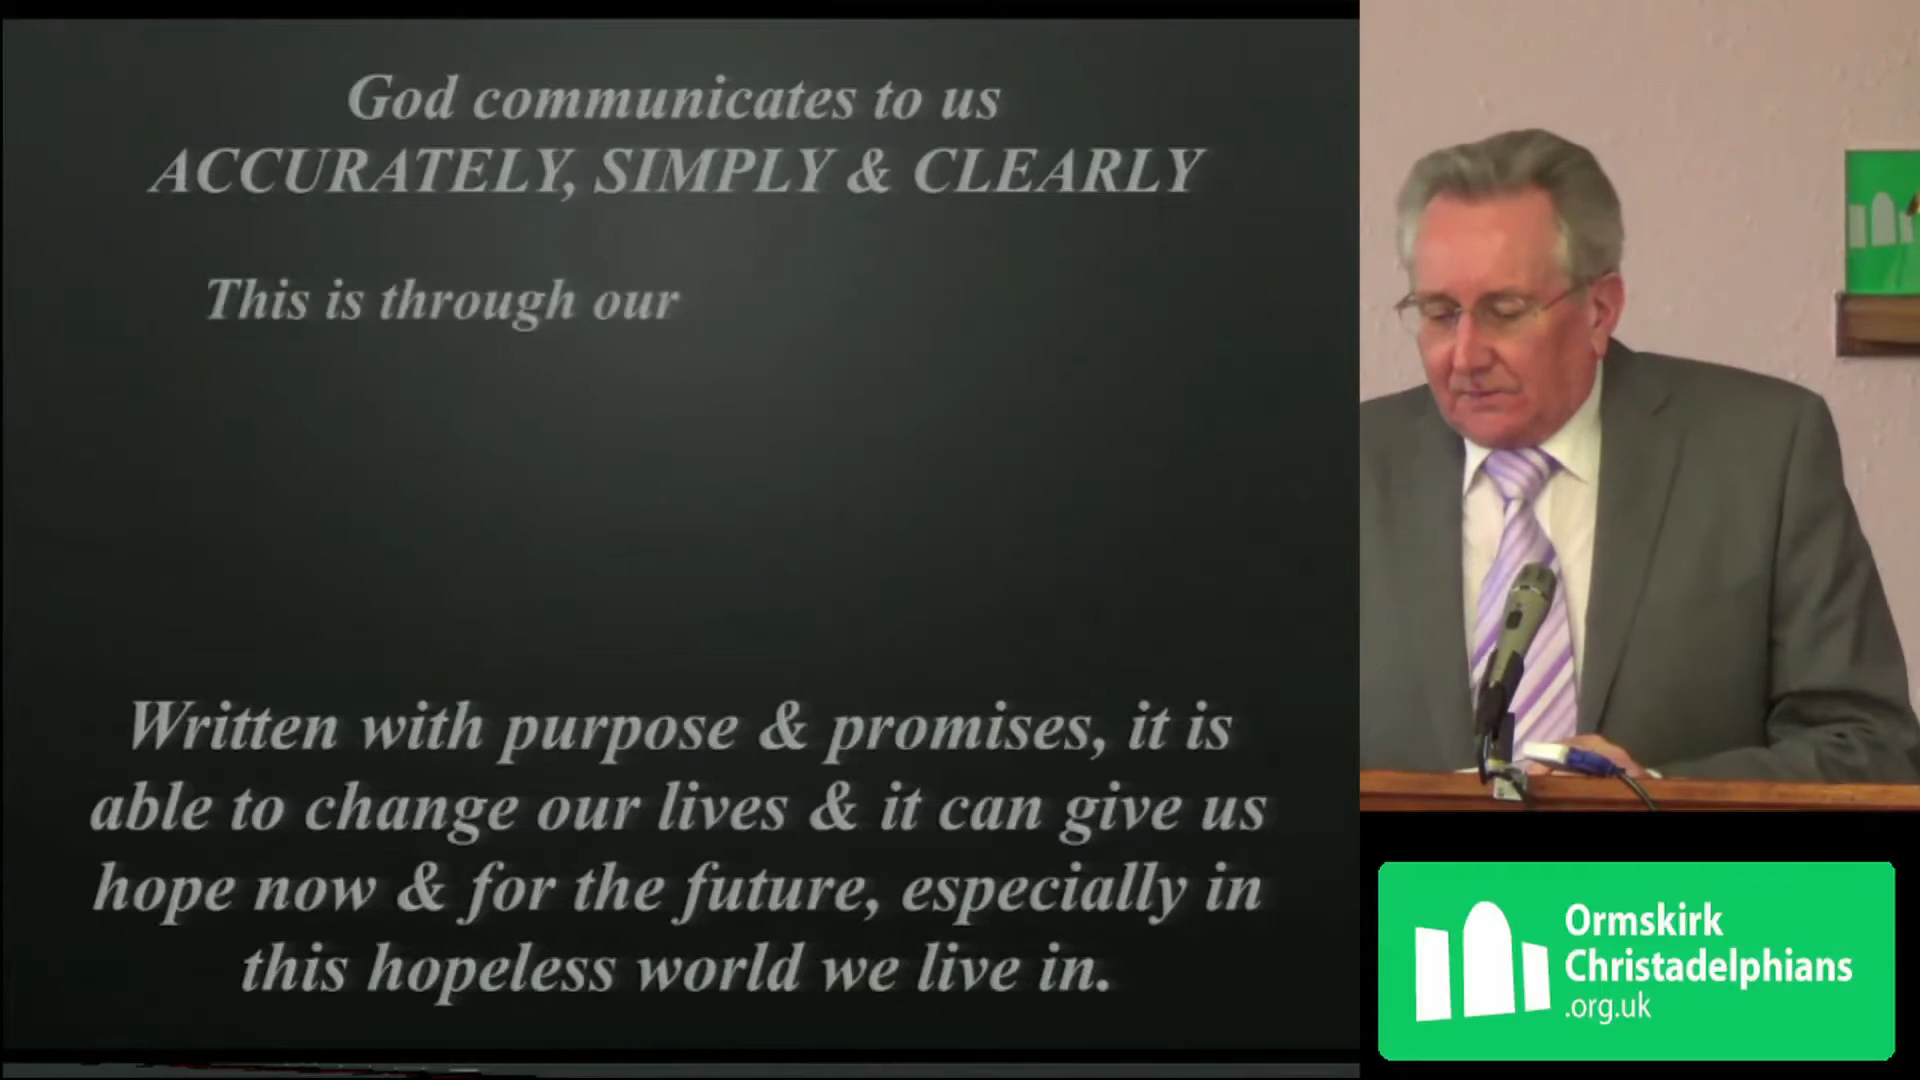 God communicates to us
ACCURATELY, SIMPLY & CLEARLY
This is through our
Written with purpose & promises, it is
able to change our lives & it can give us
hope now & for the future, especially in
this hopeless world we live in.
Ormskirk
Christadelphians
.org.uk